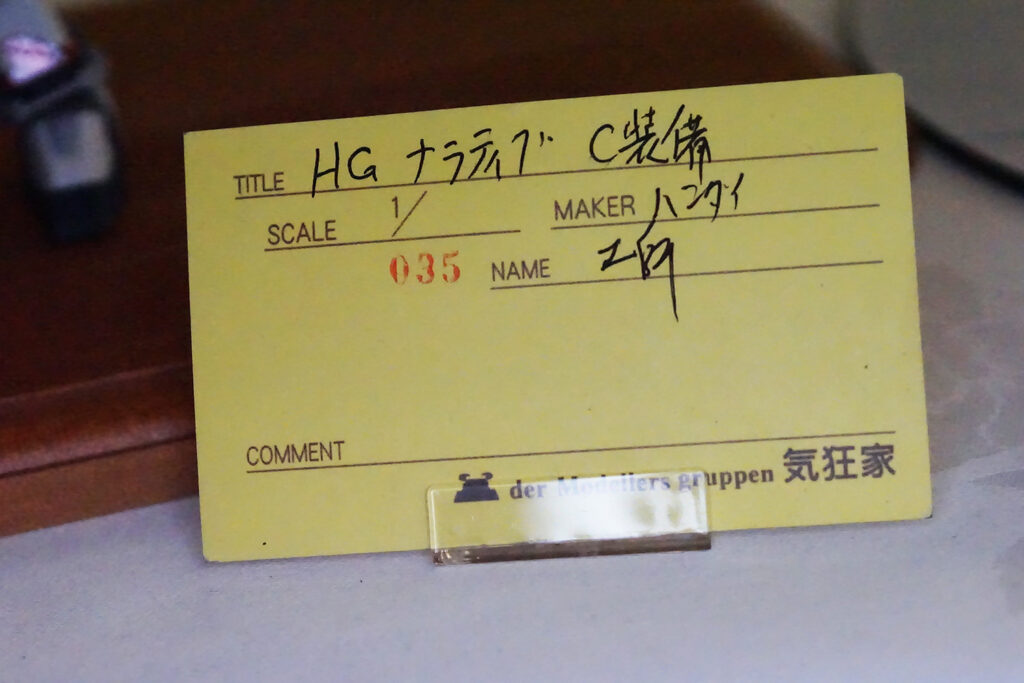 TITLE HG ナラティブ C装備
SCALE 1/ MAKER バンダイ
035 NAME
COMMENT
der Modellers gruppen 気狂家